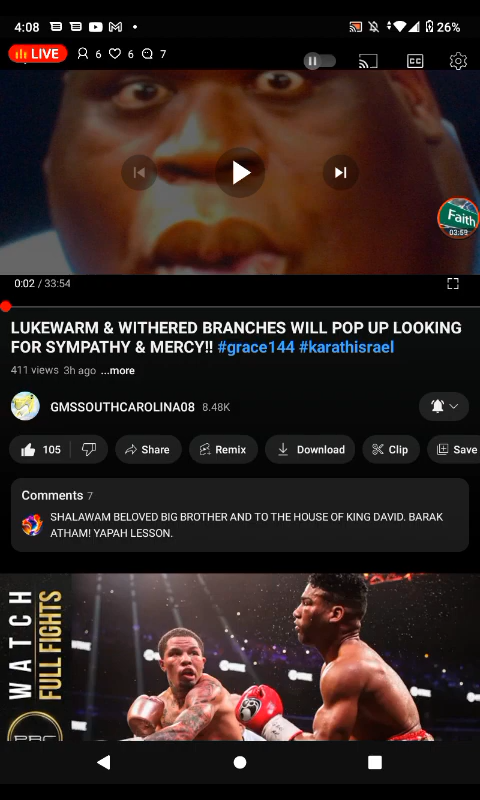 4:08
26%
LIVE
6
6
7
CC
Faith
03:59
0:02 / 33:54
LUKEWARM & WITHERED BRANCHES WILL POP UP LOOKING
FOR SYMPATHY & MERCY!! #grace144 #karathisrael
411 views 3h ago ...more
GMSSOUTHCAROLINA08 8.48K
105
Share
Remix
Download
Clip
Save
Comments 7
SHALAWAM BELOVED BIG BROTHER AND TO THE HOUSE OF KING DAVID. BARAK
ATHAM! YAPAH LESSON.
WATCH
FULL FIGHTS
PBC